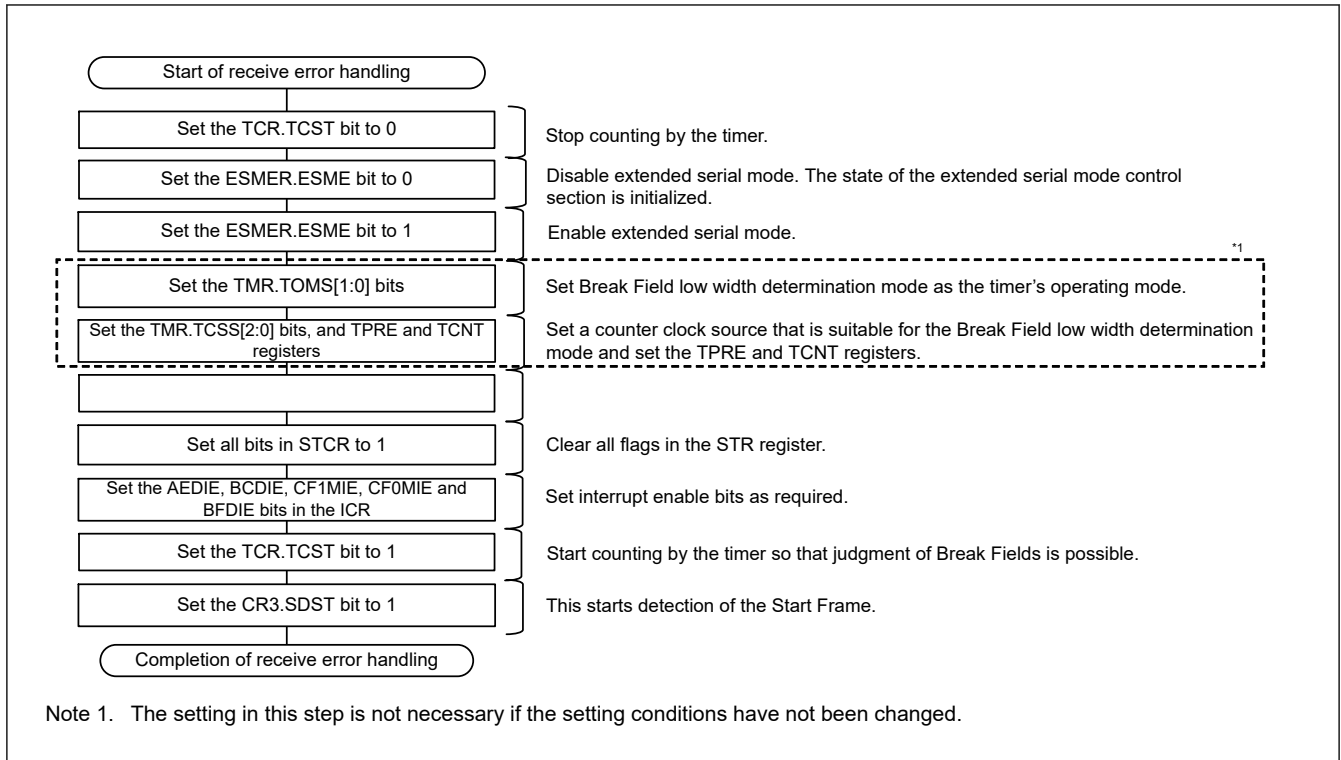 Start of receive error handling
Set the TCR.TCST bit to 0
Stop counting by the timer.
Set the ESMER.ESME bit to 0
Disable extended serial mode. The state of the extended serial mode control
section is initialized.
Set the ESMER.ESME bit to 1
Enable extended serial mode.
*1
Set the TMR.TOMS[1:0] bits
Set Break Field low width determination mode as the timer’s operating mode.
Set the TMR.TCSS[2:0] bits, and TPRE and TCNT
registers
Set a counter clock source that is suitable for the Break Field low width determination
mode and set the TPRE and TCNT registers.
Set all bits in STCR to 1
Clear all flags in the STR register.
Set the AEDIE, BCDIE, CF1MIE, CF0MIE and
BFDIE bits in the ICR
Set interrupt enable bits as required.
Set the TCR.TCST bit to 1
Start counting by the timer so that judgment of Break Fields is possible.
Set the CR3.SDST bit to 1
This starts detection of the Start Frame.
Completion of receive error handling
Note 1. The setting in this step is not necessary if the setting conditions have not been changed.